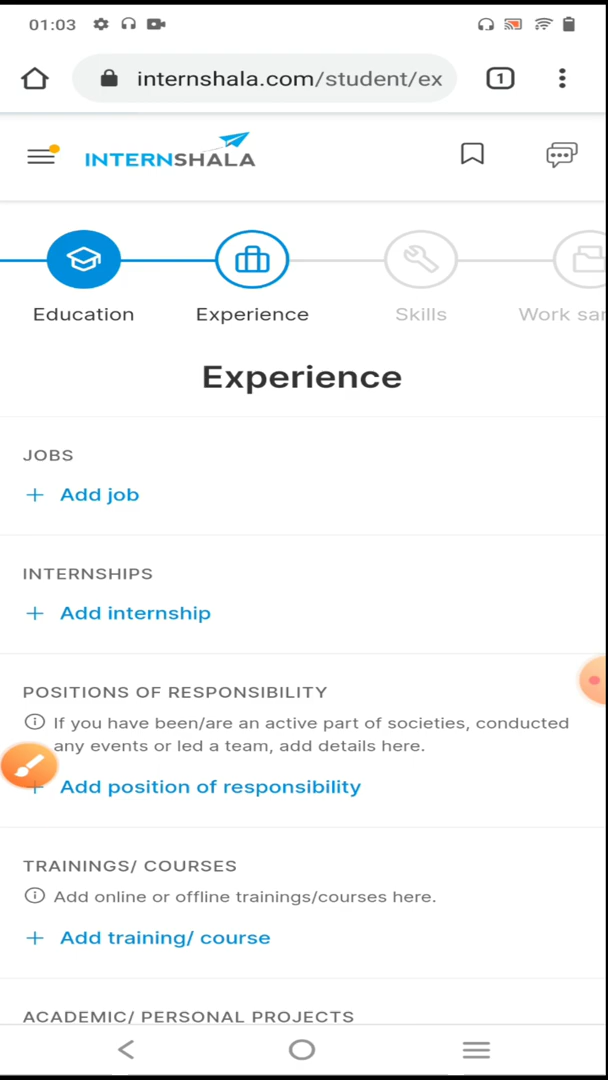 01:03
internshala.com/student/ex
1
INTERNSHALA
Education
Experience
Skills
Work sam
Experience
JOBS
+ Add job
INTERNSHIPS
+ Add internship
POSITIONS OF RESPONSIBILITY
If you have been/are an active part of societies, conducted
any events or led a team, add details here.
+ Add position of responsibility
TRAININGS/ COURSES
Add online or offline trainings/courses here.
+ Add training/ course
ACADEMIC/ PERSONAL PROJECTS